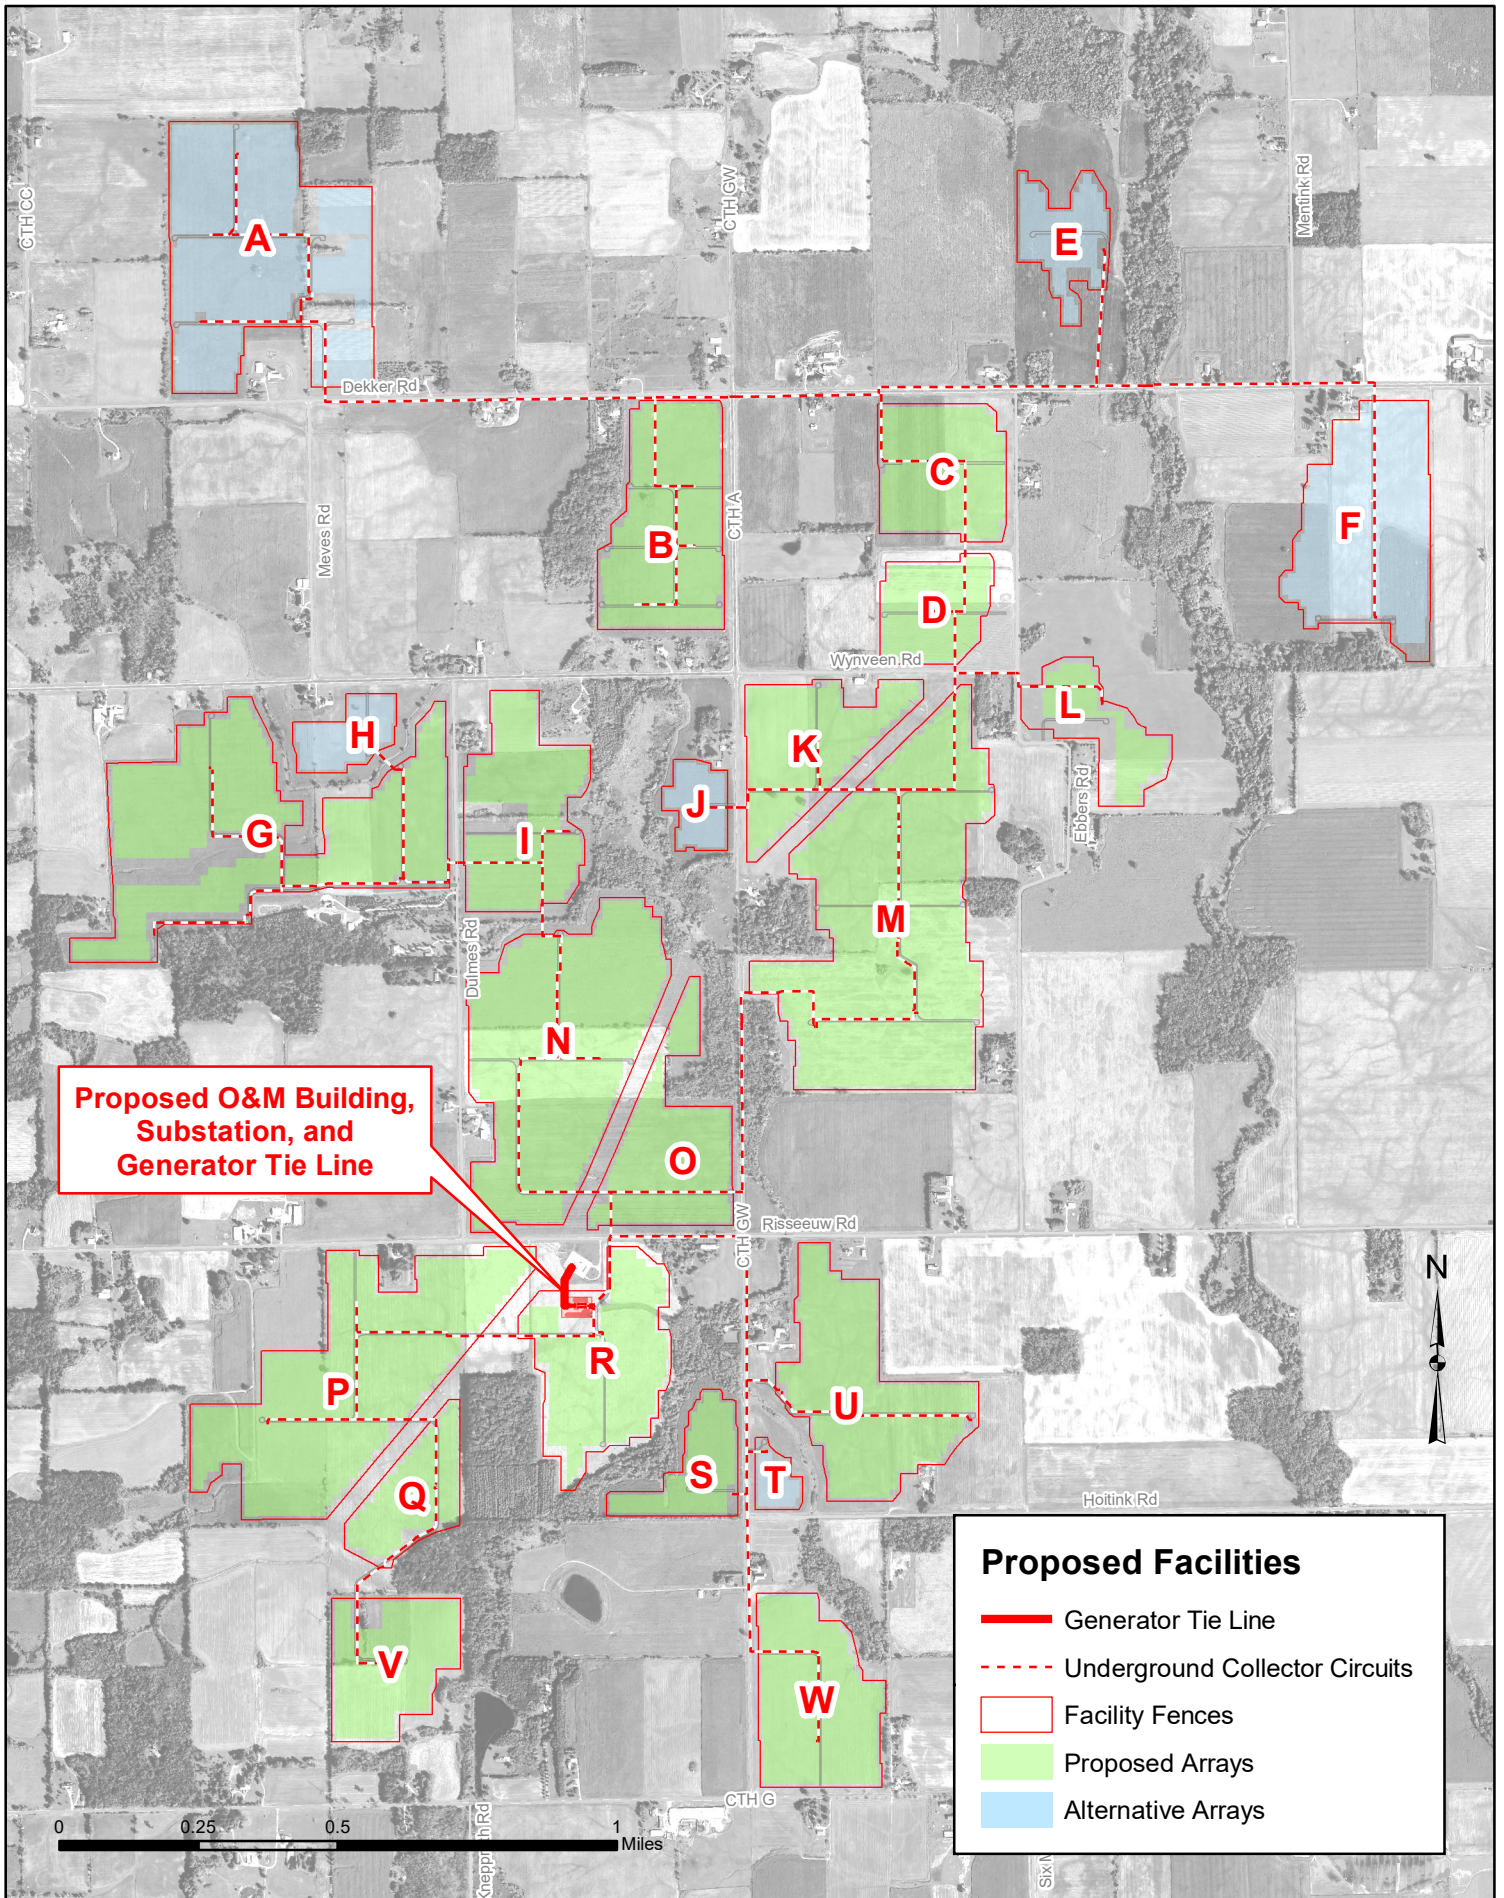 CTH CC
CTH GW
Mentink Rd
A
E
Dekker Rd
C
Meves Rd
CTH A
B
F
D
Wynveen Rd
L
H
K
J
Ebbers Rd
G
I
M
Dulmes Rd
N
Proposed O&M Building,
Substation, and
Generator Tie Line
O
CTH GW
Risseeuw Rd
N
R
P
U
Q
S
T
Hoitink Rd
V
W
Proposed Facilities
Generator Tie Line
Underground Collector Circuits
Facility Fences
Proposed Arrays
Alternative Arrays
CTH G
0 0.25 0.5 1
Miles